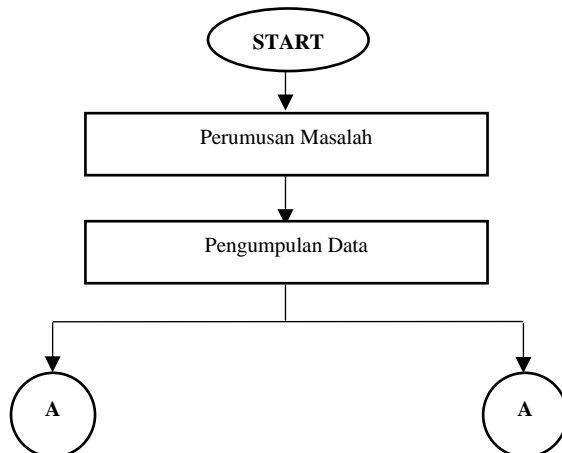 START
Perumusan Masalah
Pengumpulan Data
A
A